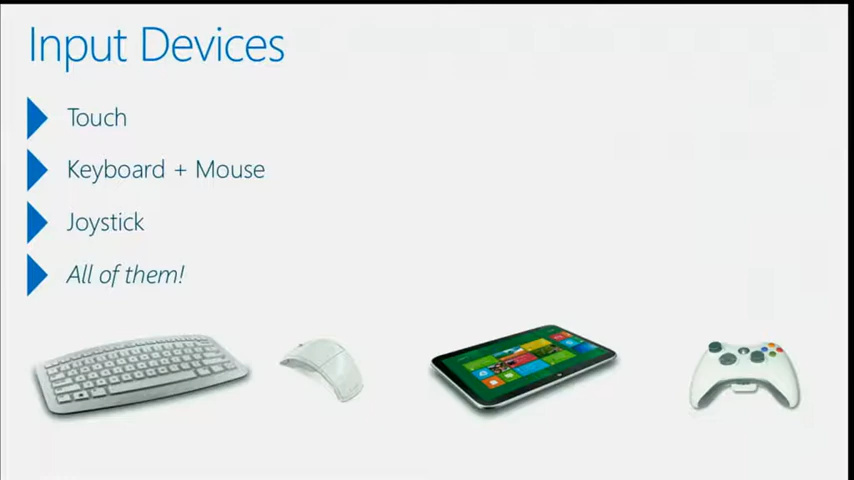 Input Devices
Touch
Keyboard + Mouse
Joystick
All of them!